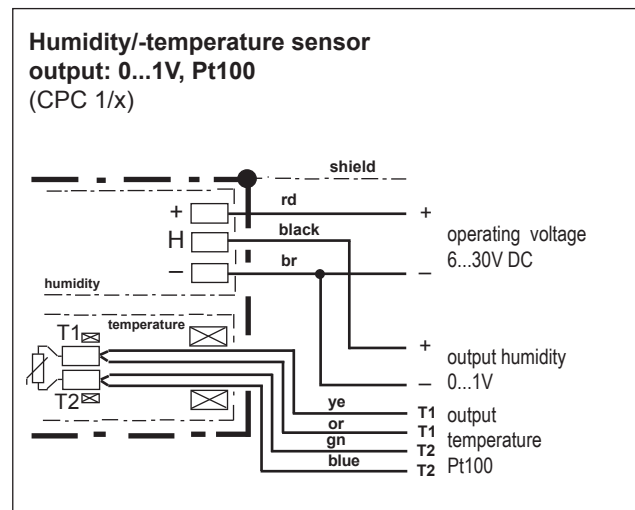 Humidity/-temperature sensor
output: 0...1V, Pt100
(CPC 1/x)
shield
rd
+
+
black
H
operating voltage
6...30V DC
br
–
–
humidity
temperature
T1
T2
+
output humidity
–
0...1V
ye
T1
output
or
T1
temperature
gn
T2
Pt100
blue
T2